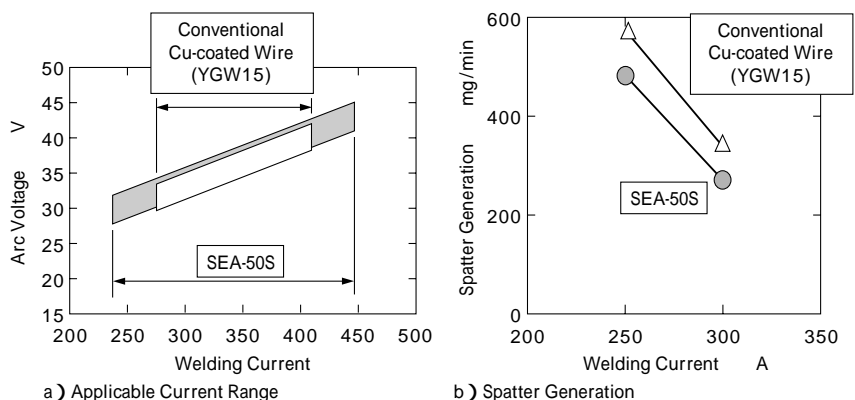 Conventional
Cu-coated Wire
(YGW15)
50
45
40
35
30
25
20
15
Arc Voltage V
SEA-50S
200 250 300 350 400 450 500
Welding Current
a) Applicable Current Range
600
400
200
0
Spatter Generation mg/min
Conventional
Cu-coated Wire
(YGW15)
SEA-50S
200 250 300 350
Welding Current A
b) Spatter Generation